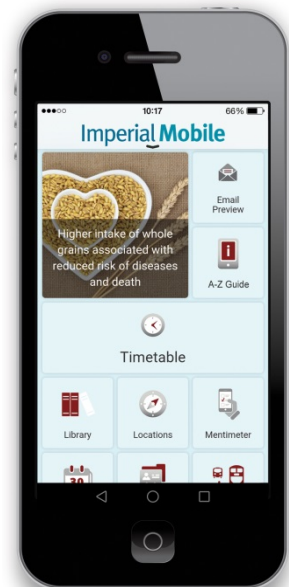 10:17
66%
Imperial Mobile
Higher intake of whole
grains associated with
reduced risk of diseases
and death
Email
Preview
A-Z Guide
Timetable
Library
Locations
Mentimeter
30